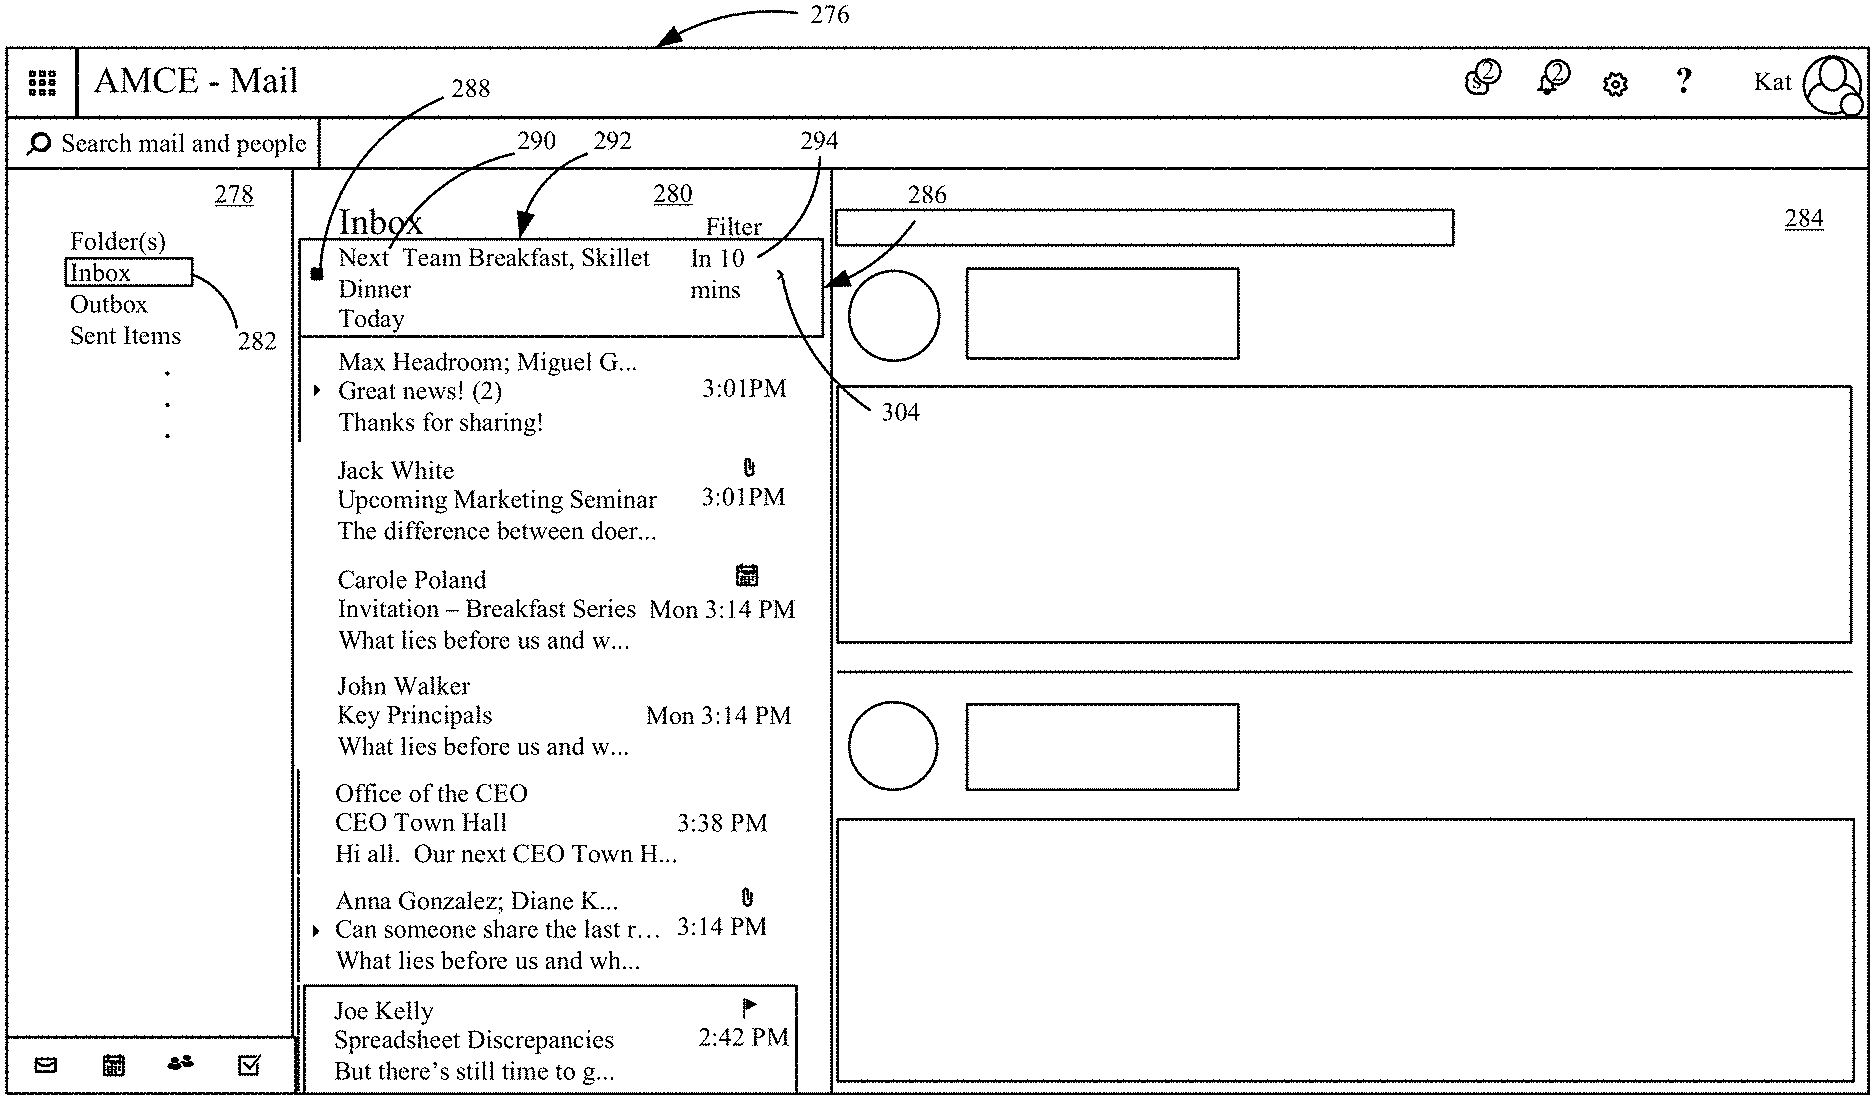 276
AMCE - Mail
2
2
?
Kat
288
Search mail and people
290
292
294
278
280
286
284
Inbox
Filter
Folder(s)
Inbox
Outbox
Sent Items
282
Next Team Breakfast, Skillet
In 10
Dinner
mins
Today
Max Headroom; Miguel G...
Great news! (2)
3:01PM
Thanks for sharing!
304
Jack White
Upcoming Marketing Seminar
3:01PM
The difference between doer...
Carole Poland
Invitation – Breakfast Series
Mon 3:14 PM
What lies before us and w...
John Walker
Key Principals
Mon 3:14 PM
What lies before us and w...
Office of the CEO
CEO Town Hall
3:38 PM
Hi all. Our next CEO Town H...
Anna Gonzalez; Diane K...
Can someone share the last r...
3:14 PM
What lies before us and wh...
Joe Kelly
Spreadsheet Discrepancies
2:42 PM
But there's still time to g...